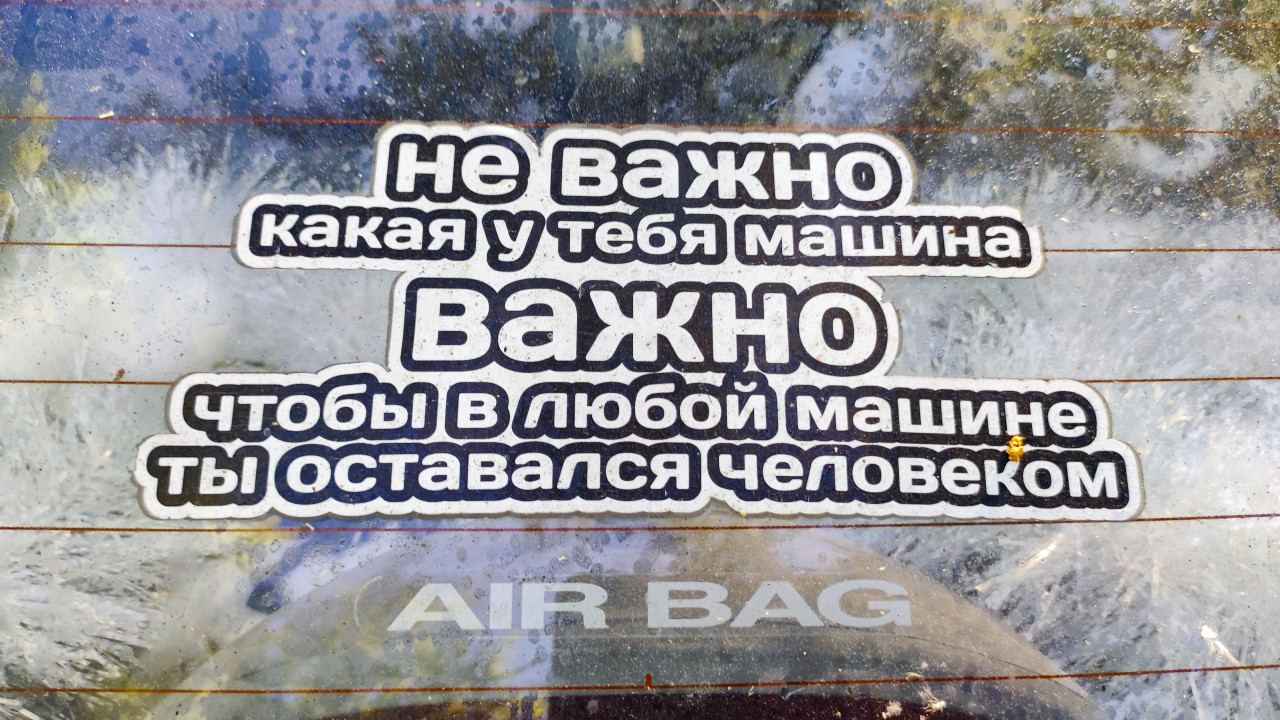 не важно
какая у тебя машина
важно
чтобы в любой машине
ты оставался человеком
AIR BAG